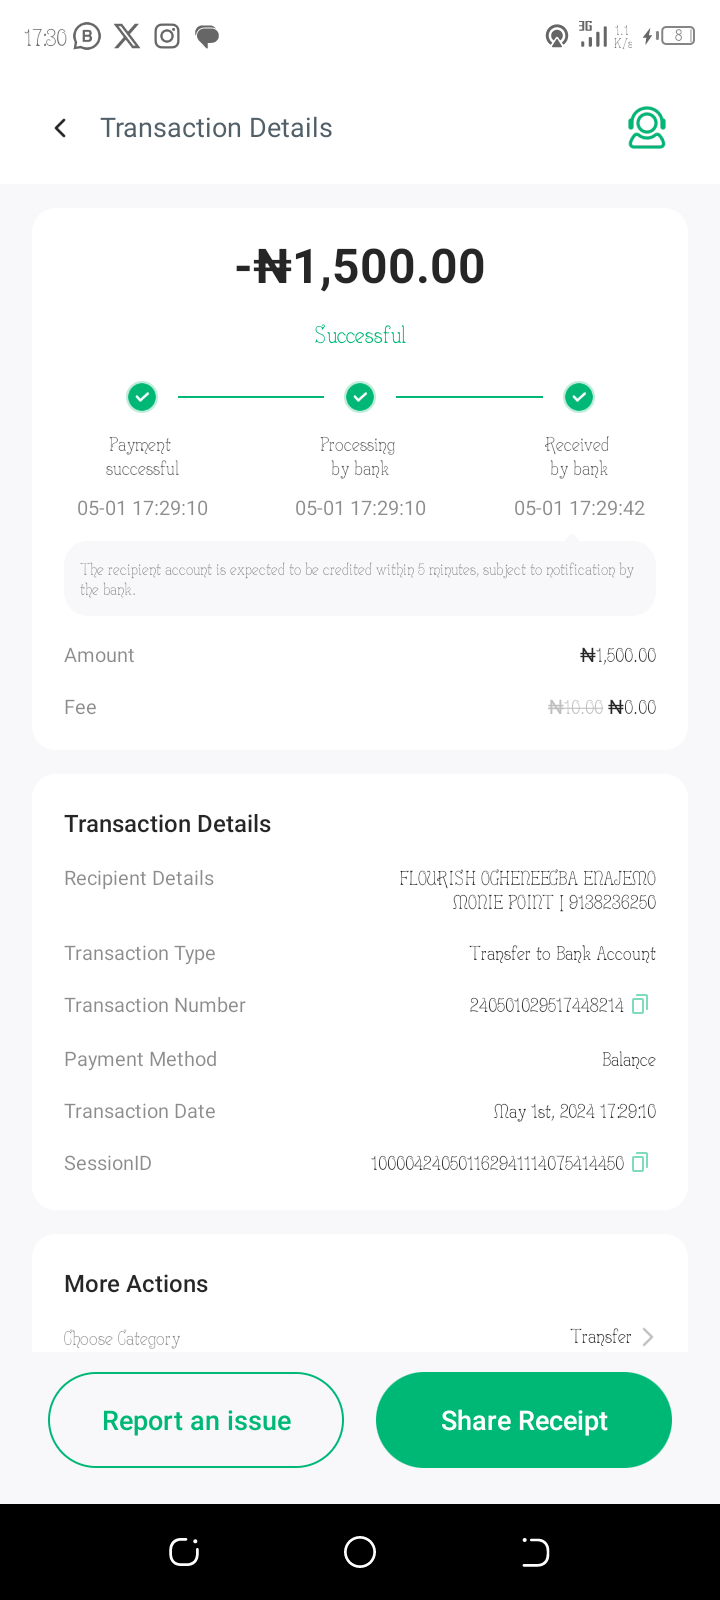 17:30
3G
1.1
K/s
8
Transaction Details
-₦1,500.00
Successful
Payment
successful
Processing
by bank
Received
by bank
05-01 17:29:10
05-01 17:29:10
05-01 17:29:42
The recipient account is expected to be credited within 5 minutes, subject to notification by
the bank.
Amount ₦1,500.00
Fee ₦10.00 ₦0.00
Transaction Details
Recipient Details FLOURISH OGHENEEGBA ENAJEMO
MONIE POINT | 9138236250
Transaction Type Transfer to Bank Account
Transaction Number 240501029517448214
Payment Method Balance
Transaction Date May 1st, 2024 17:29:10
SessionID 100004240501162941114075414450
More Actions
Choose Category Transfer
Report an issue Share Receipt